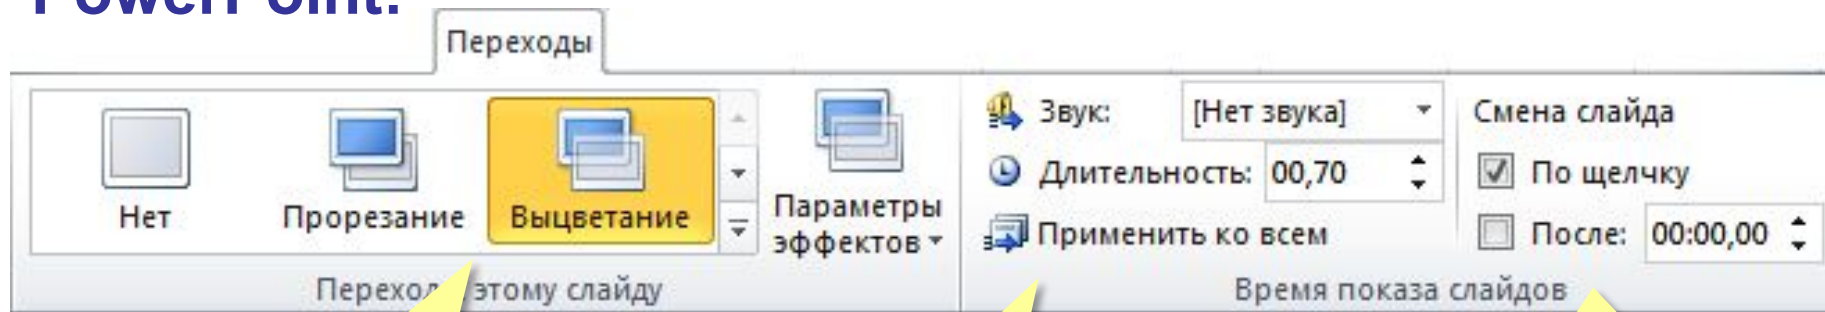 PowerPoint:
Переходы
Нет
Прорезание
Выцветание
Параметры
эффектов
Звук:
[Нет звука]
Длительность: 00,70
Применить ко всем
Смена слайда
По щелчку
После: 00:00,00
Переход этому слайду
Время показа слайдов